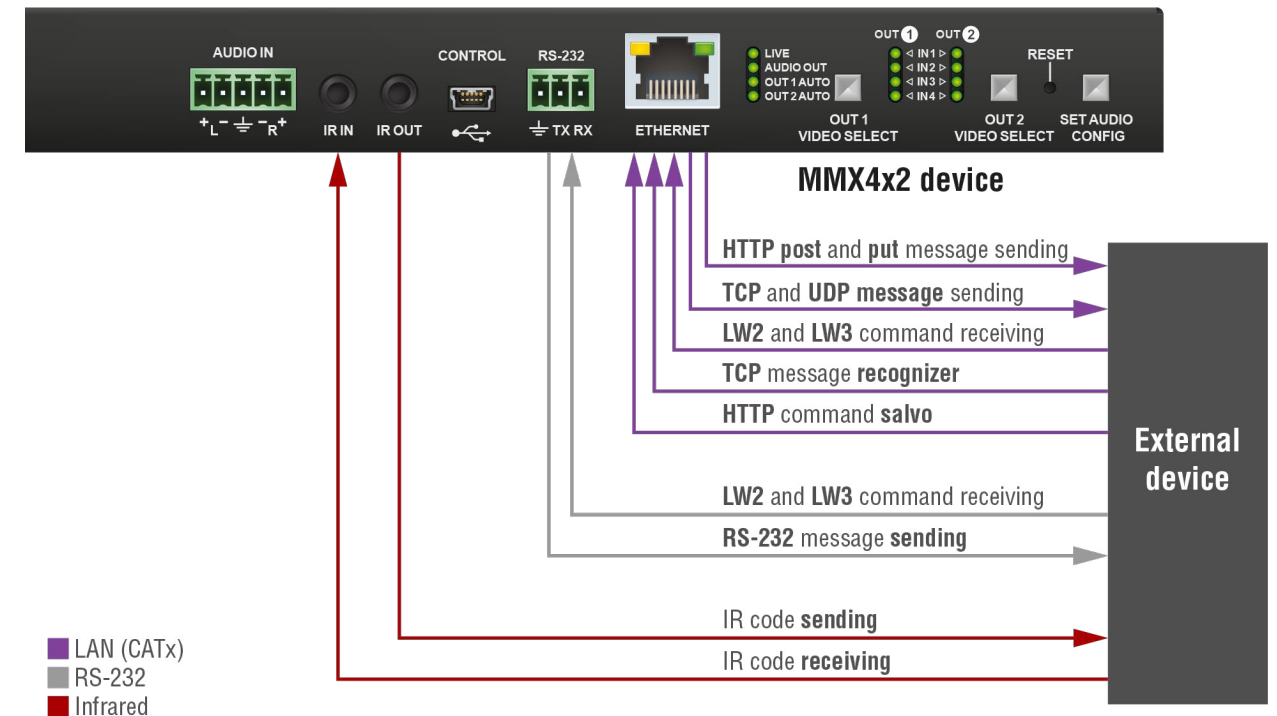 OUT 1 OUT 2
AUDIO IN
CONTROL
RS-232
LIVE
AUDIO OUT
OUT 1 AUTO
OUT 2 AUTO
◁ IN1 ▷
◁ IN2 ▷
◁ IN3 ▷
◁ IN4 ▷
RESET
+ L - - R +
IR IN
IR OUT
TX RX
ETHERNET
OUT 1
VIDEO SELECT
OUT 2
VIDEO SELECT
SET AUDIO
CONFIG
MMX4x2 device
HTTP post and put message sending
TCP and UDP message sending
LW2 and LW3 command receiving
TCP message recognizer
HTTP command salvo
External
device
LW2 and LW3 command receiving
RS-232 message sending
IR code sending
IR code receiving
LAN (CATx)
RS-232
Infrared